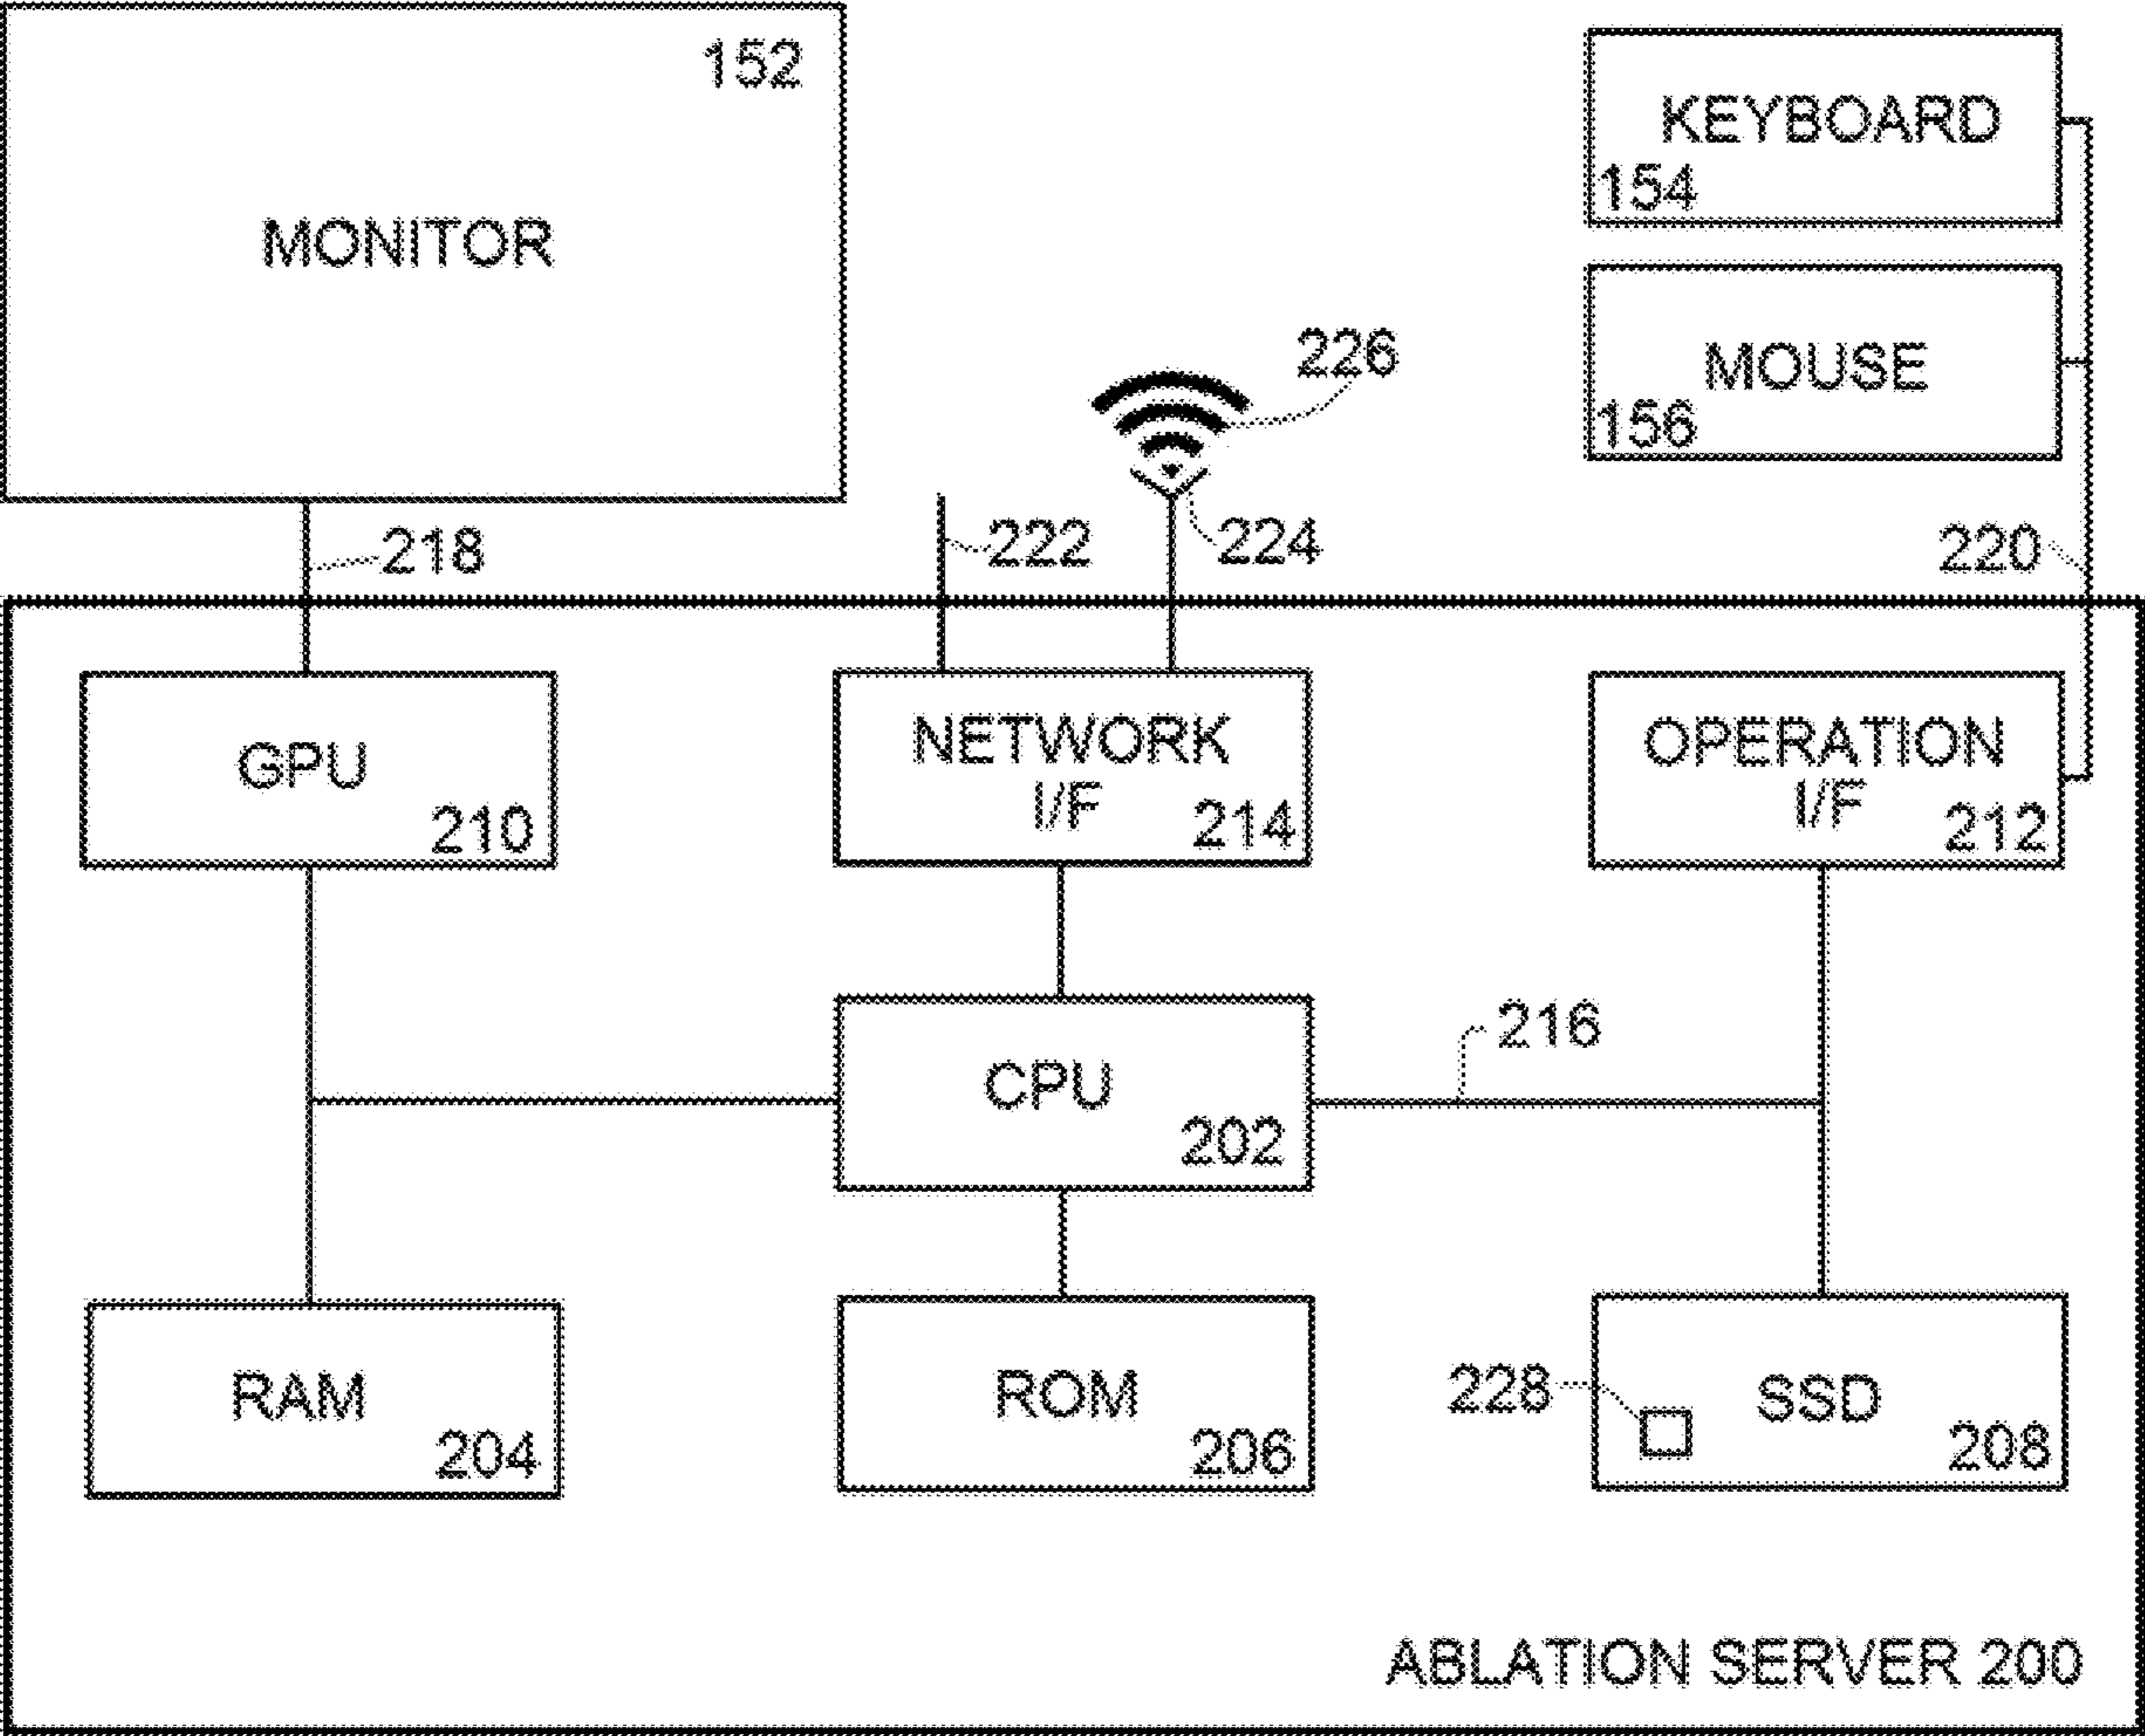 152
MONITOR
KEYBOARD
154
MOUSE
156
226
218
222
224
220
GPU
210
NETWORK
I/F
214
OPERATION
I/F
212
CPU
202
216
RAM
204
ROM
206
228
SSD
208
ABLATION SERVER 200